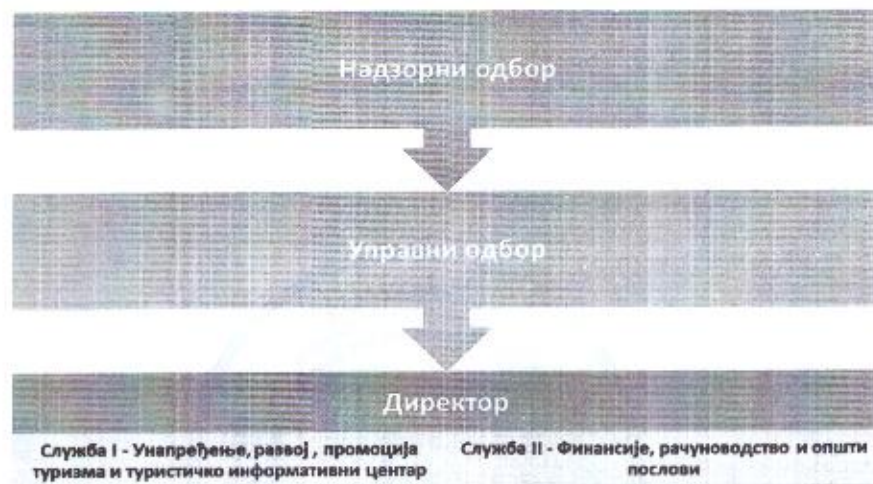 Надзорни одбор
Управни одбор
Директор
Служба I - Унапређење, развој , промоција
туризма и туристичко информативни центар
Служба II - Финансије, рачуноводство и општи
послови